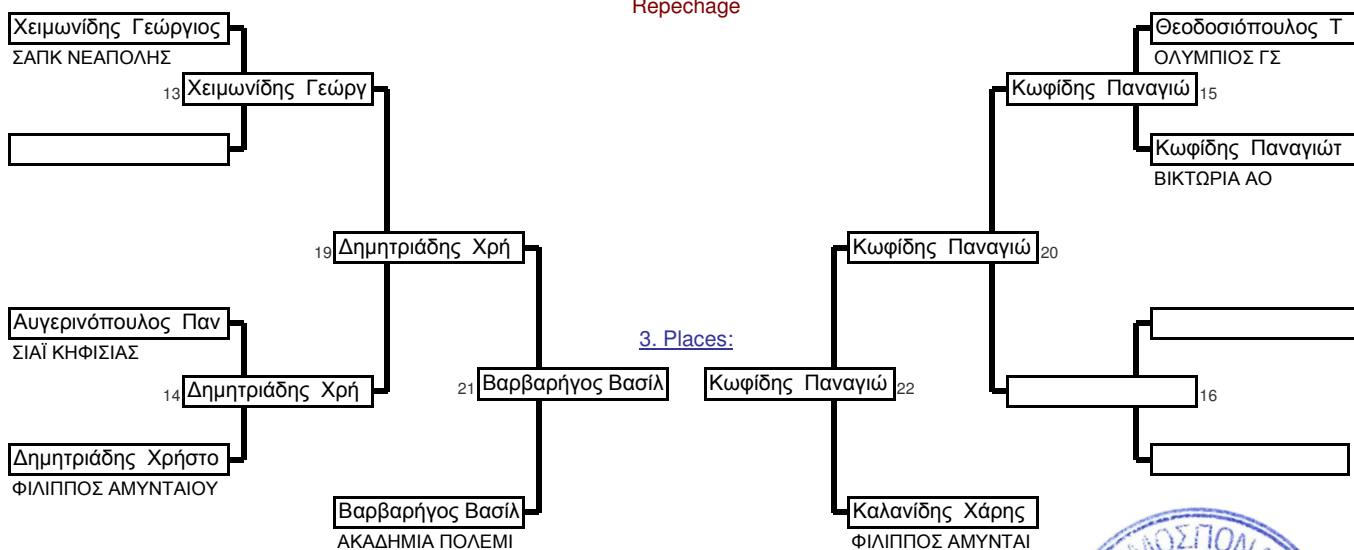 Repechage
Χειμωνίδης Γεώργιος
ΣΑΠΚ ΝΕΑΠΟΛΗΣ
13 Χειμωνίδης Γεώργ
Αυγερινόπουλος Παν
ΣΙΑΪ ΚΗΦΙΣΙΑΣ
14 Δημητριάδης Χρή
Δημητριάδης Χρήστο
ΦΙΛΙΠΠΟΣ ΑΜΥΝΤΑΙΟΥ
19 Δημητριάδης Χρή
21 Βαρβαρήγος Βασίλ
Βαρβαρήγος Βασίλ
ΑΚΑΔΗΜΙΑ ΠΟΛΕΜΙ
3. Places:
Θεοδοσιόπουλος Τ
ΟΛΥΜΠΙΟΣ ΓΣ
Κωφίδης Παναγιώ 15
Κωφίδης Παναγιώτ
ΒΙΚΤΩΡΙΑ ΑΟ
Κωφίδης Παναγιώ 20
16
Κωφίδης Παναγιώ 22
Καλανίδης Χάρης
ΦΙΛΙΠΠΟΣ ΑΜΥΝΤΑΙ